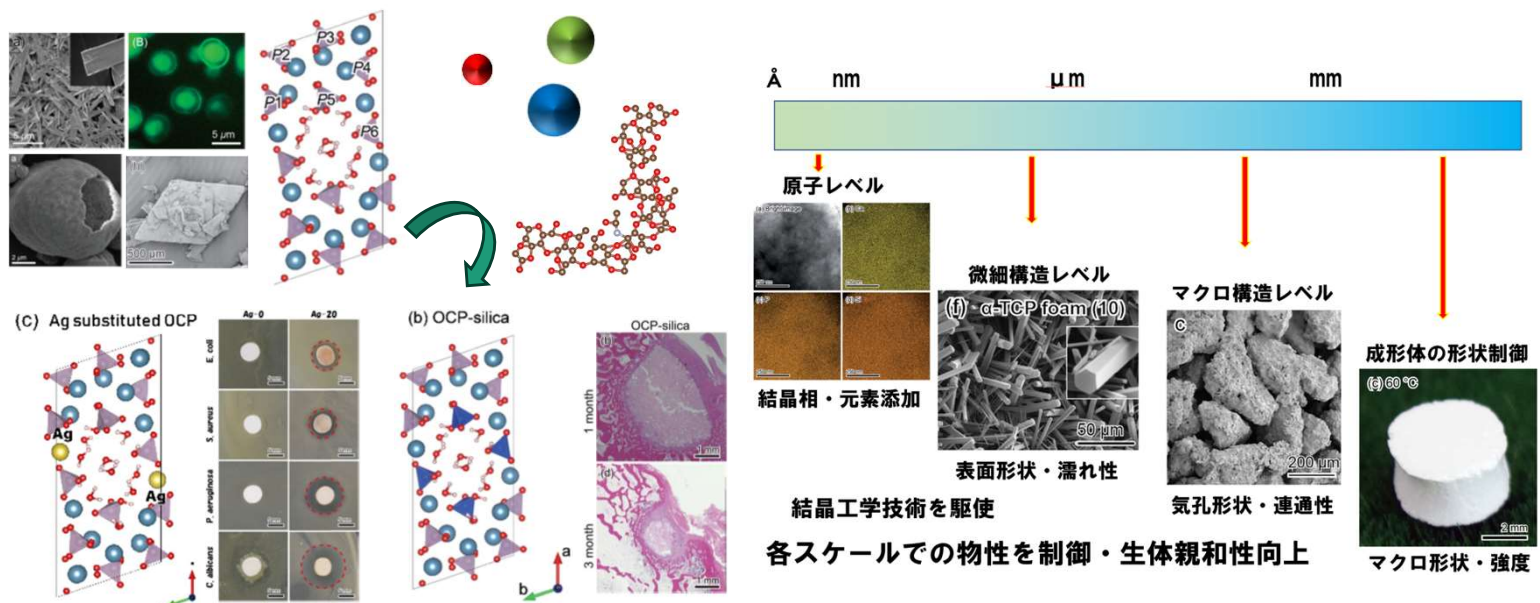 a)
5 μm
(B)
5 μm
a
2 μm
500 μm
P3
P2
P4
P1
P5
P6
(C) Ag substituted OCP
Ag-0
Ag-20
E. coli
S. aureus
P. aeruginosa
C. albicans
Ag
Ag
(b) OCP-silica
a
b
OCP-silica
(b)
1 month
1 mm
(d)
3 month
1 mm
Å
nm
μm
mm
原子レベル
結晶相・元素添加
微細構造レベル
(f) α-TCP foam (10)
50 μm
表面形状・濡れ性
マクロ構造レベル
C
200 μm
気孔形状・連通性
成形体の形状制御
(c) 60 °C
2 mm
マクロ形状・強度
結晶工学技術を駆使
各スケールでの物性を制御・生体親和性向上